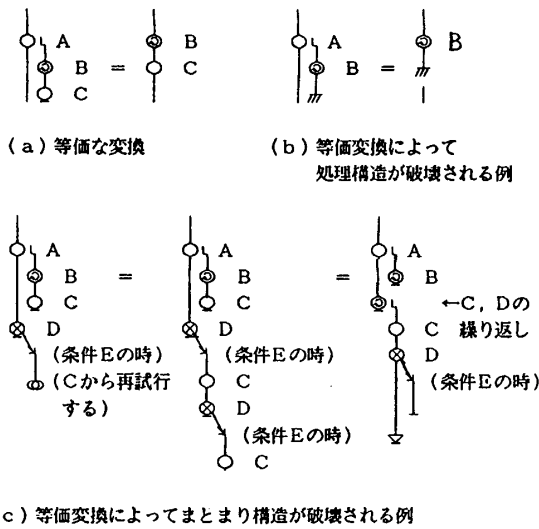 A
B
C
=
B
C
A
B
=
B
(a)等価な変換
(b)等価変換によって
処理構造が破壊される例
A
B
C
D
(条件Eの時)
(Cから再試行
する)
=
A
B
C
D
(条件Eの時)
C
D
(条件Eの時)
C
=
A
B
←C,Dの
繰り返し
C
D
(条件Eの時)
c)等価変換によってまとまり構造が破壊される例